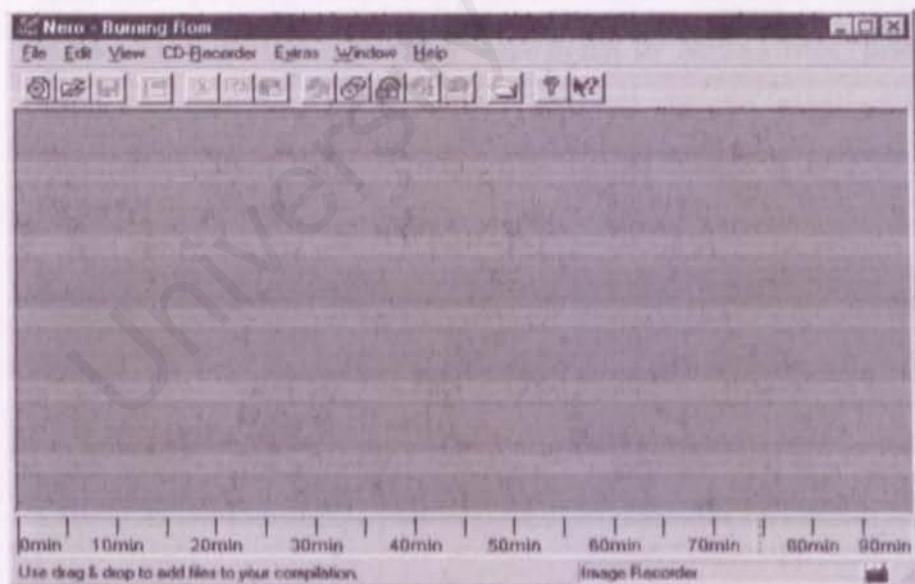 Nero - Burning Rom
File Edit View CD-Recorder Extras Window Help
University
0min 10min 20min 30min 40min 50min 60min 70min 80min 90min
Use drag & drop to add files to your compilation. Image Recorder